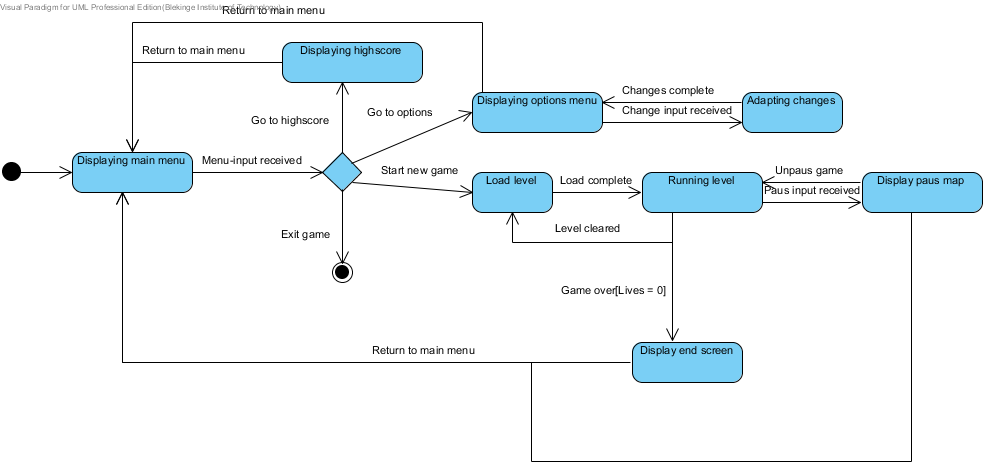 Visual Paradigm for UML Professional Edition(Blekinge Institute of Technology)
Return to main menu
Return to main menu
Displaying highscore
Go to highscore
Go to options
Displaying options menu
Changes complete
Change input received
Adapting changes
Displaying main menu
Menu-input received
Start new game
Load level
Load complete
Running level
Unpaus game
Paus input received
Display paus map
Level cleared
Exit game
Game over[Lives = 0]
Return to main menu
Display end screen